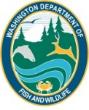 WASHINGTON DEPARTMENT OF
FISH AND WILDLIFE